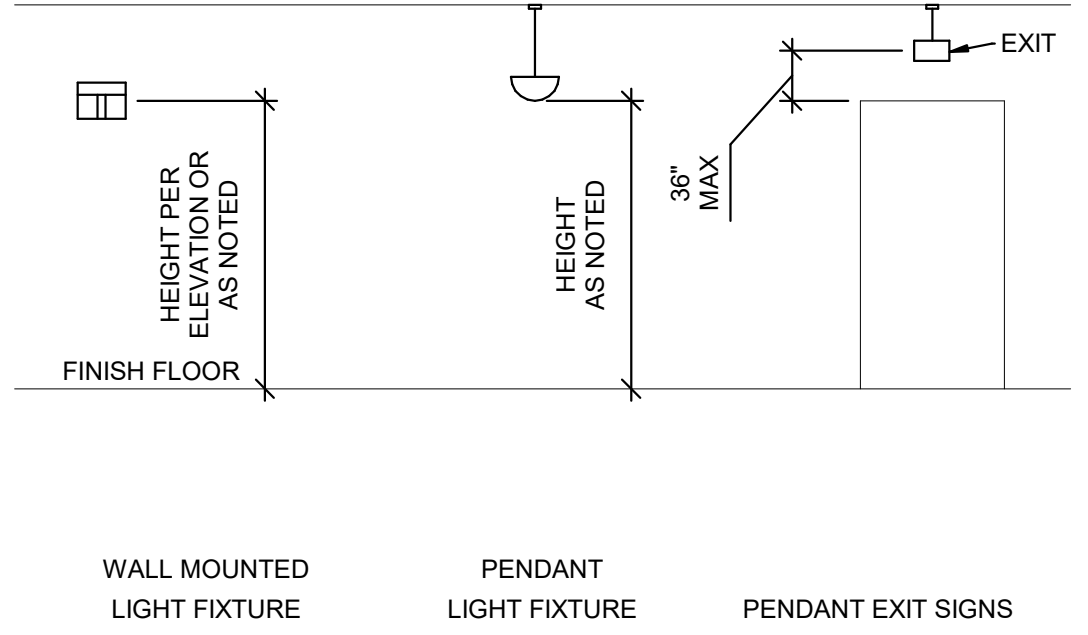 EXIT
36"
MAX
HEIGHT PER
ELEVATION OR
AS NOTED
HEIGHT
AS NOTED
FINISH FLOOR
WALL MOUNTED
LIGHT FIXTURE
PENDANT
LIGHT FIXTURE
PENDANT EXIT SIGNS